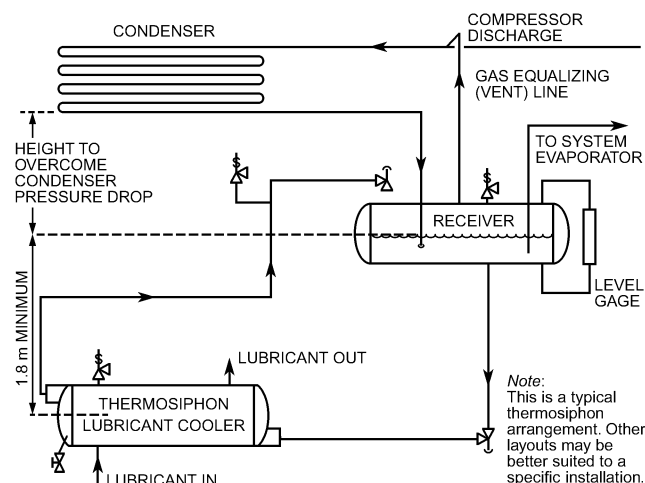 CONDENSER
COMPRESSOR
DISCHARGE
GAS EQUALIZING
(VENT) LINE
TO SYSTEM
EVAPORATOR
HEIGHT TO
OVERCOME
CONDENSER
PRESSURE DROP
S
S
RECEIVER
LEVEL
GAGE
1.8 m MINIMUM
S
LUBRICANT OUT
THERMOSIPHON
LUBRICANT COOLER
LUBRICANT IN
Note:
This is a typical
thermosiphon
arrangement. Other
layouts may be
better suited to a
specific installation.